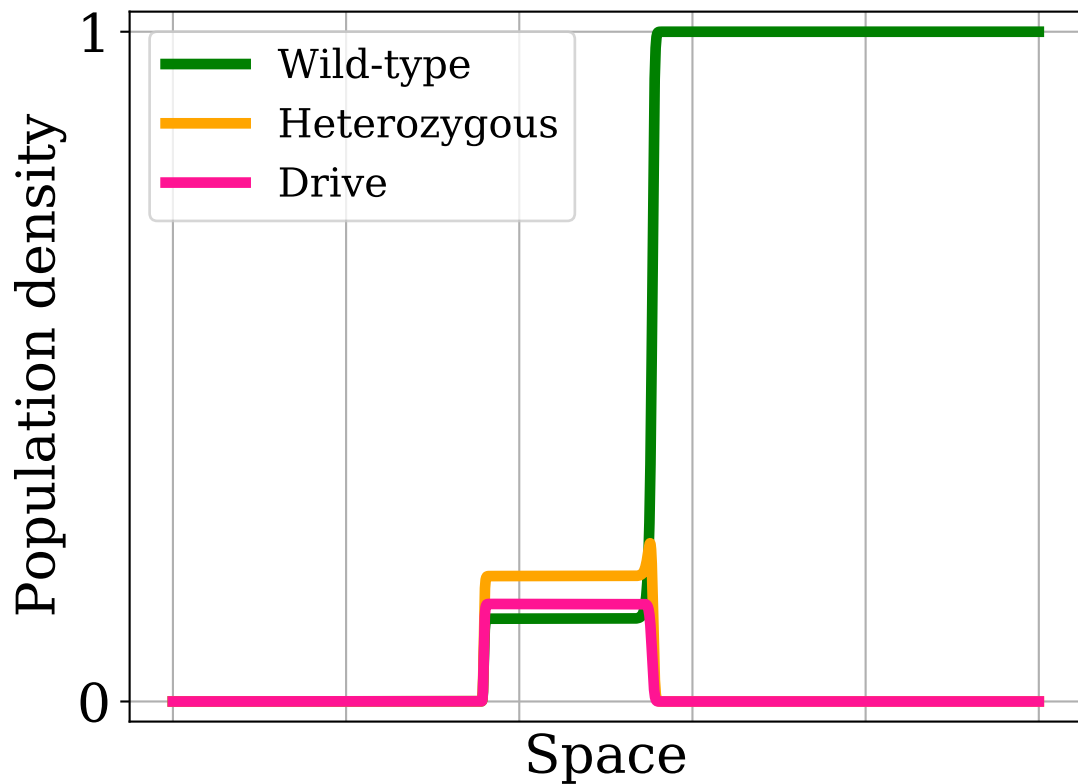 1
Wild-type
Heterozygous
Drive
Population density
0
Space